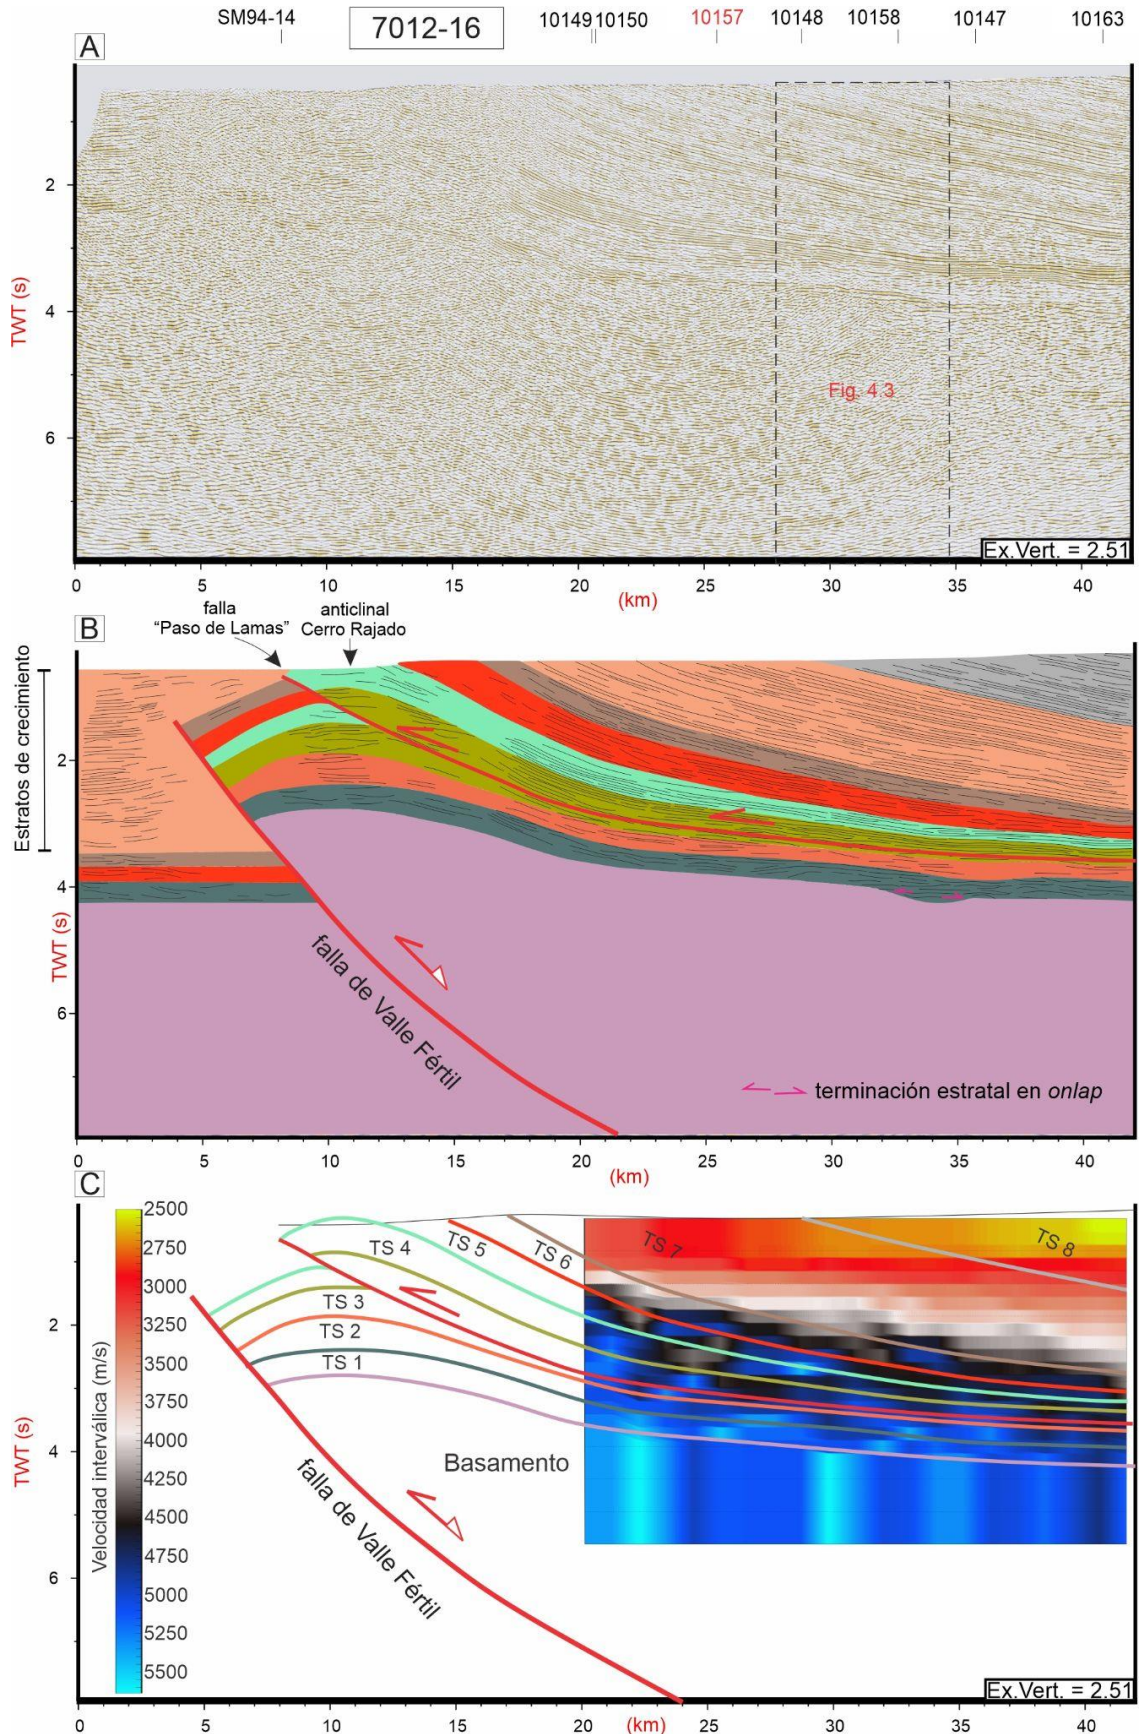 SM94-14 7012-16 10149 10150 10157 10148 10158 10147 10163
A
2
4
6
TWT (s)
Fig. 4.3
Ex.Vert. = 2.51
0 5 10 15 20 25 30 35 40
(km)
B
falla
"Paso de Lamas"
anticlinal
Cerro Rajado
Estratos de crecimiento
2
4
6
TWT (s)
falla de Valle Fértil
terminación estratal en onlap
0 5 10 15 20 25 30 35 40
(km)
C
2500
2750
3000
3250
3500
3750
4000
4250
4500
4750
5000
5250
5500
Velocidad interválica (m/s)
2
4
6
TWT (s)
TS 4 TS 5 TS 6 TS 7 TS 8
TS 3
TS 2
TS 1
Basamento
falla de Valle Fértil
Ex.Vert. = 2.51
0 5 10 15 20 25 30 35 40
(km)